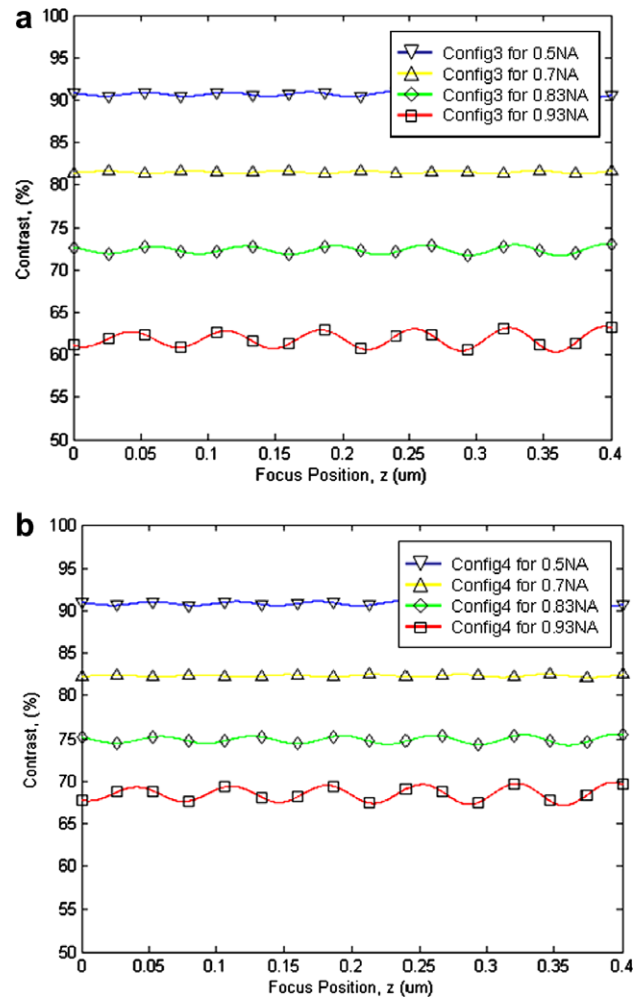 a
100
95
90
85
80
75
70
65
60
55
50
Contrast, (%)
Config3 for 0.5NA
Config3 for 0.7NA
Config3 for 0.83NA
Config3 for 0.93NA
0 0.05 0.1 0.15 0.2 0.25 0.3 0.35 0.4
Focus Position, z (um)
b
100
95
90
85
80
75
70
65
60
55
50
Contrast, (%)
Config4 for 0.5NA
Config4 for 0.7NA
Config4 for 0.83NA
Config4 for 0.93NA
0 0.05 0.1 0.15 0.2 0.25 0.3 0.35 0.4
Focus Position, z (um)